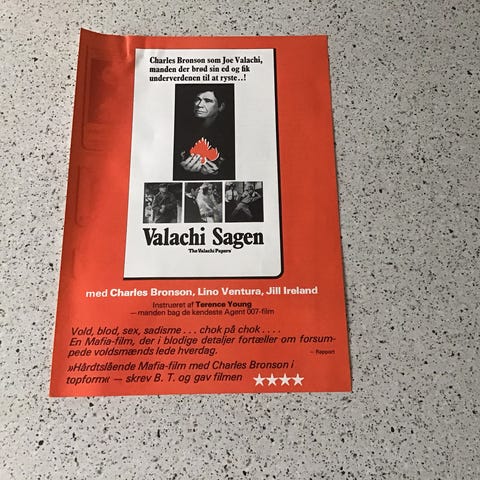 Charles Bronson som Joe Valachi,
manden der brød sin ed og fik
underverdenen til at ryste..!
Valachi Sagen
The Valachi Papers
med Charles Bronson, Lino Ventura, Jill Ireland
Instrueret af Terence Young
—manden bag de kendeste Agent 007-film
Vold, blod, sex, sadisme . . . chok på chok . . . .
En Mafia-film, der i blodige detaljer fortæller om forsum-
pede voldsmænds lede hverdag.
— Rapport
»Hårdtslående Mafia-film med Charles Bronson i
topform« — skrev B. T. og gav filmen ★★★★